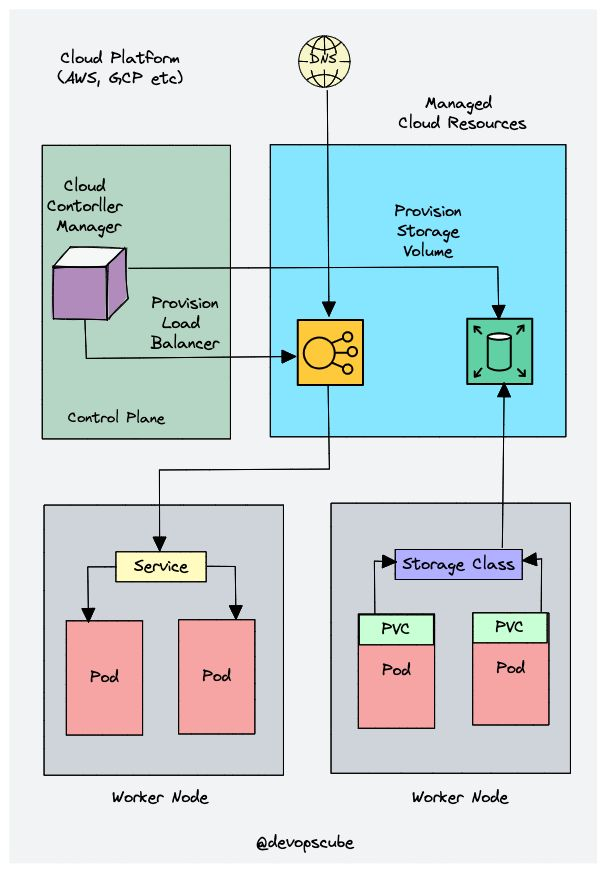 Cloud Platform
(AWS, GCP etc)
DNS
Managed
Cloud Resources
Cloud
Contorller
Manager
Provision
Storage
Volume
Provision
Load
Balancer
Control Plane
Service
Pod
Pod
Worker Node
Storage Class
PVC
Pod
PVC
Pod
Worker Node
@devopscube